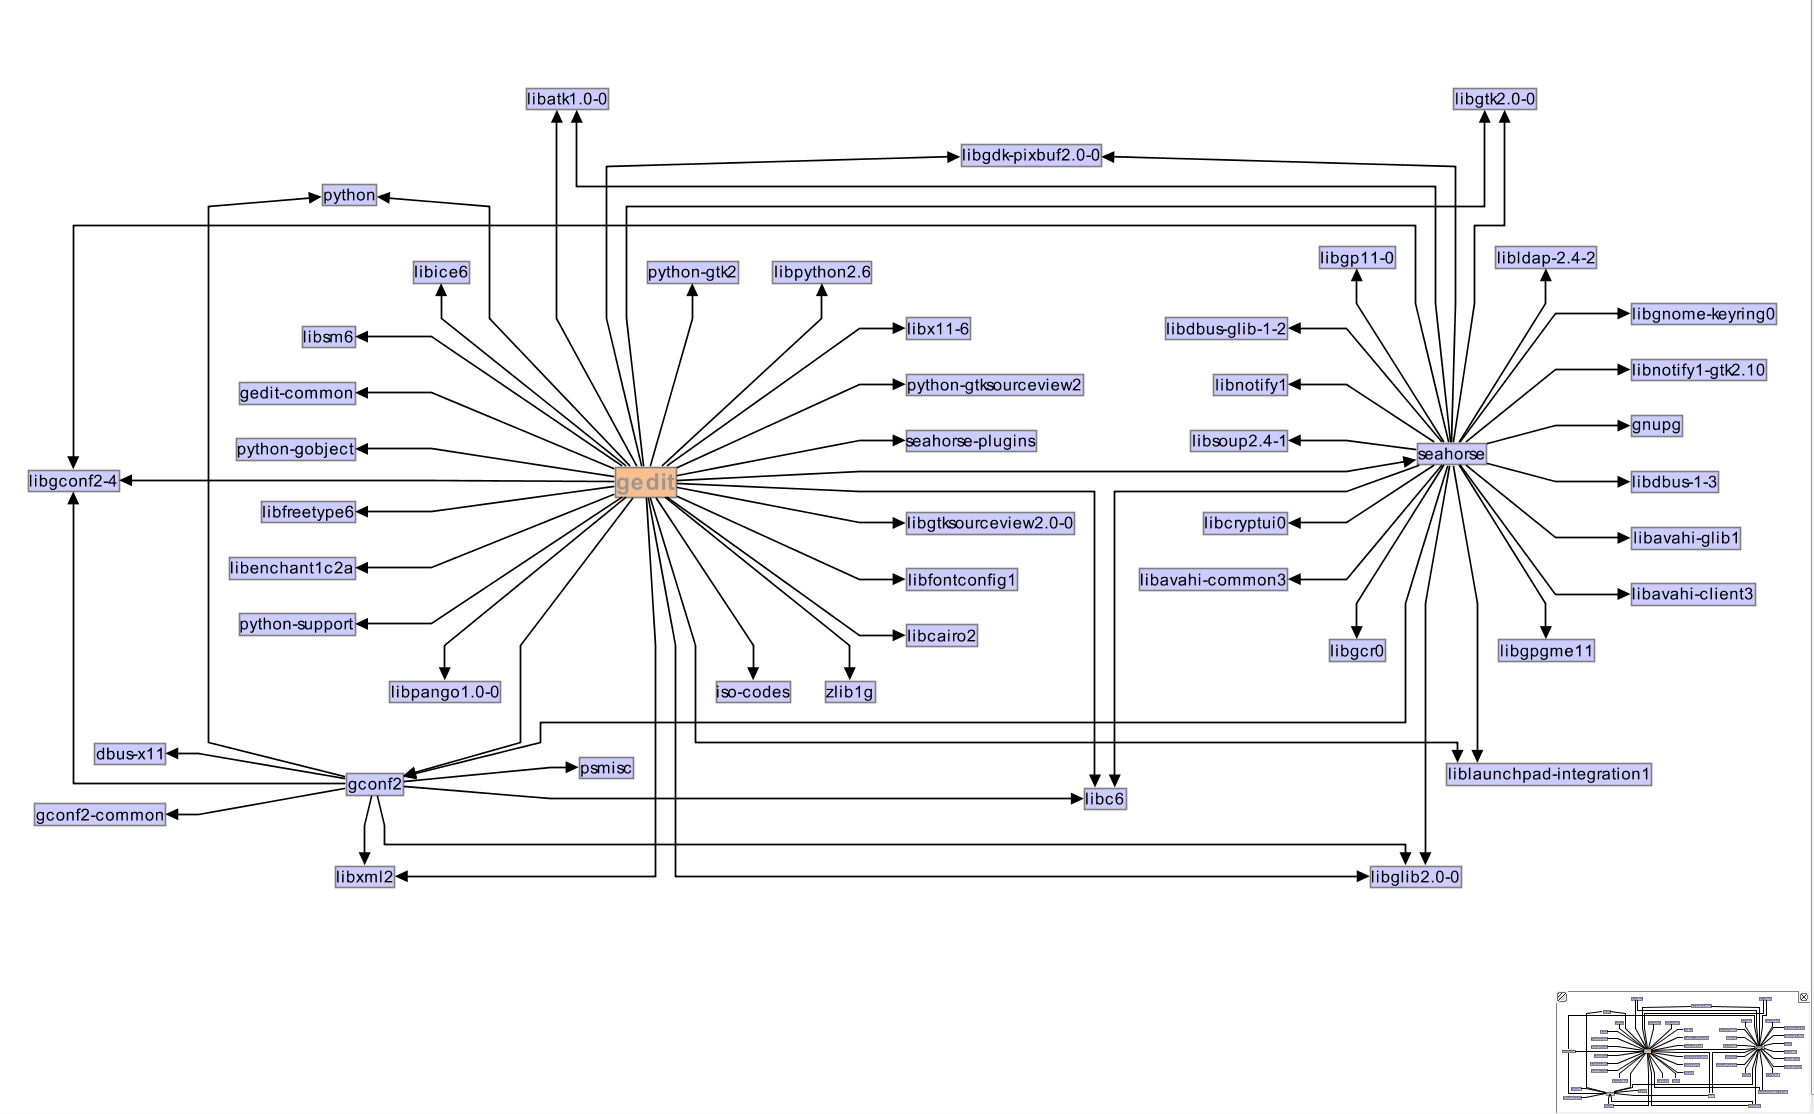 libatk1.0-0
libgtk2.0-0
libgdk-pixbuf2.0-0
python
libice6
python-gtk2
libpython2.6
libgp11-0
libldap-2.4-2
libsm6
libx11-6
libdbus-glib-1-2
libgnome-keyring0
gedit-common
python-gtksourceview2
libnotify1
libnotify1-gtk2.10
python-gobject
seahorse-plugins
libsoup2.4-1
gnupg
seahorse
libgconf2-4
gedit
libdbus-1-3
libfreetype6
libgtksourceview2.0-0
libcryptui0
libavahi-glib1
libenchant1c2a
libfontconfig1
libavahi-common3
libavahi-client3
python-support
libcairo2
libgcr0
libgpgme11
libpango1.0-0
iso-codes
zlib1g
dbus-x11
psmisc
liblaunchpad-integration1
gconf2
libc6
gconf2-common
libxml2
libglib2.0-0